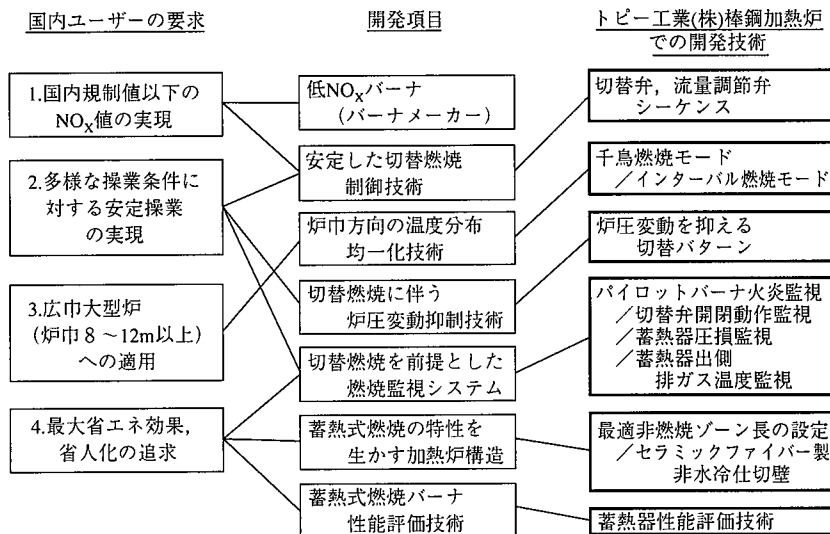 国内ユーザーの要求
1.国内規制値以下の
NOX値の実現
2.多様な操業条件に
対する安定操業
の実現
3.広巾大型炉
(炉巾8〜12m以上)
への適用
4.最大省エネ効果,
省人化の追求
開発項目
低NOXバーナ
(バーナメーカー)
安定した切替燃焼
制御技術
炉巾方向の温度分布
均一化技術
切替燃焼に伴う
炉圧変動抑制技術
切替燃焼を前提とした
燃焼監視システム
蓄熱式燃焼の特性を
生かす加熱炉構造
蓄熱式燃焼バーナ
性能評価技術
トピー工業(株)棒鋼加熱炉
での開発技術
切替弁, 流量調節弁
シーケンス
千鳥燃焼モード
/インターバル燃焼モード
炉圧変動を抑える
切替パターン
パイロットバーナ火炎監視
/切替弁開閉動作監視
/蓄熱器圧損監視
/蓄熱器出側
排ガス温度監視
最適非燃焼ゾーン長の設定
/セラミックファイバー製
非水冷仕切壁
蓄熱器性能評価技術